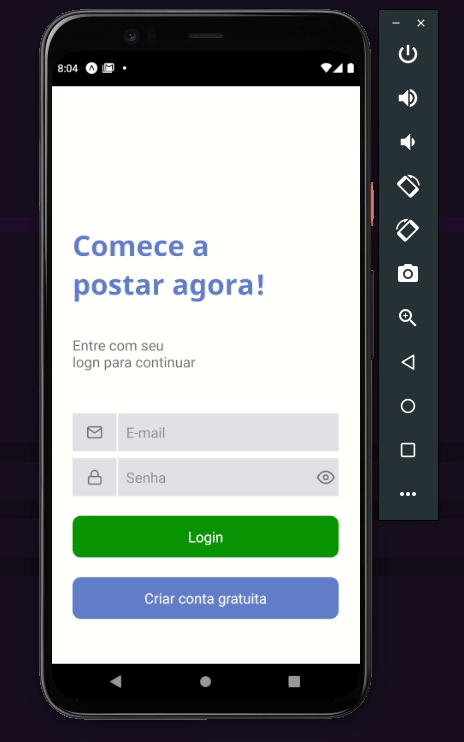 8:04
Comece a
postar agora!
Entre com seu
logn para continuar
E-mail
Senha
Login
Criar conta gratuita